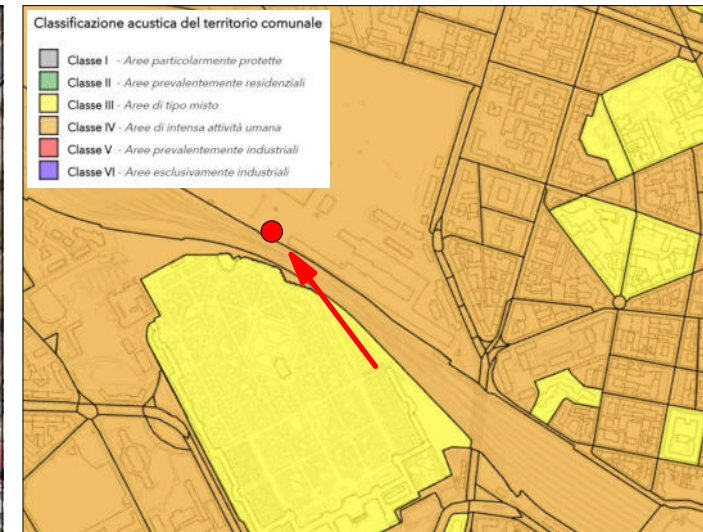 Classificazione acustica del territorio comunale
Classe I - Aree particolarmente protette
Classe II - Aree prevalentemente residenziali
Classe III - Aree di tipo misto
Classe IV - Aree di intensa attività umana
Classe V - Aree prevalentemente industriali
Classe VI - Aree esclusivamente industriali